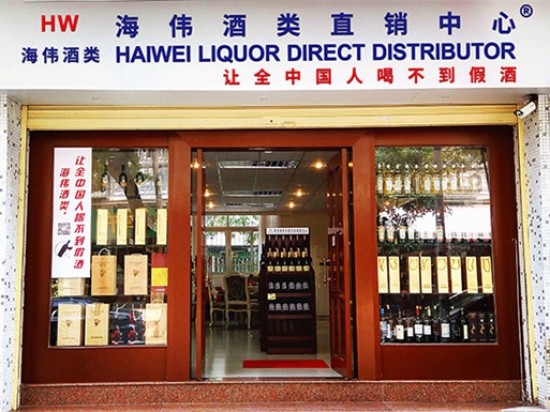 HW 海伟酒类直销中心®
海伟酒类 HAIWEI LIQUOR DIRECT DISTRIBUTOR
让全中国人喝不到假酒
让全中国人喝不到假酒
海伟酒类。